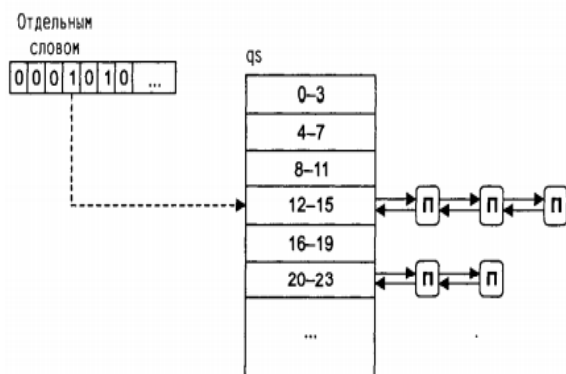 Отдельным
словом
0 0 0 1 0 1 0 ...
qs
0–3
4–7
8–11
12–15 П П П
16–19
20–23 П П
...